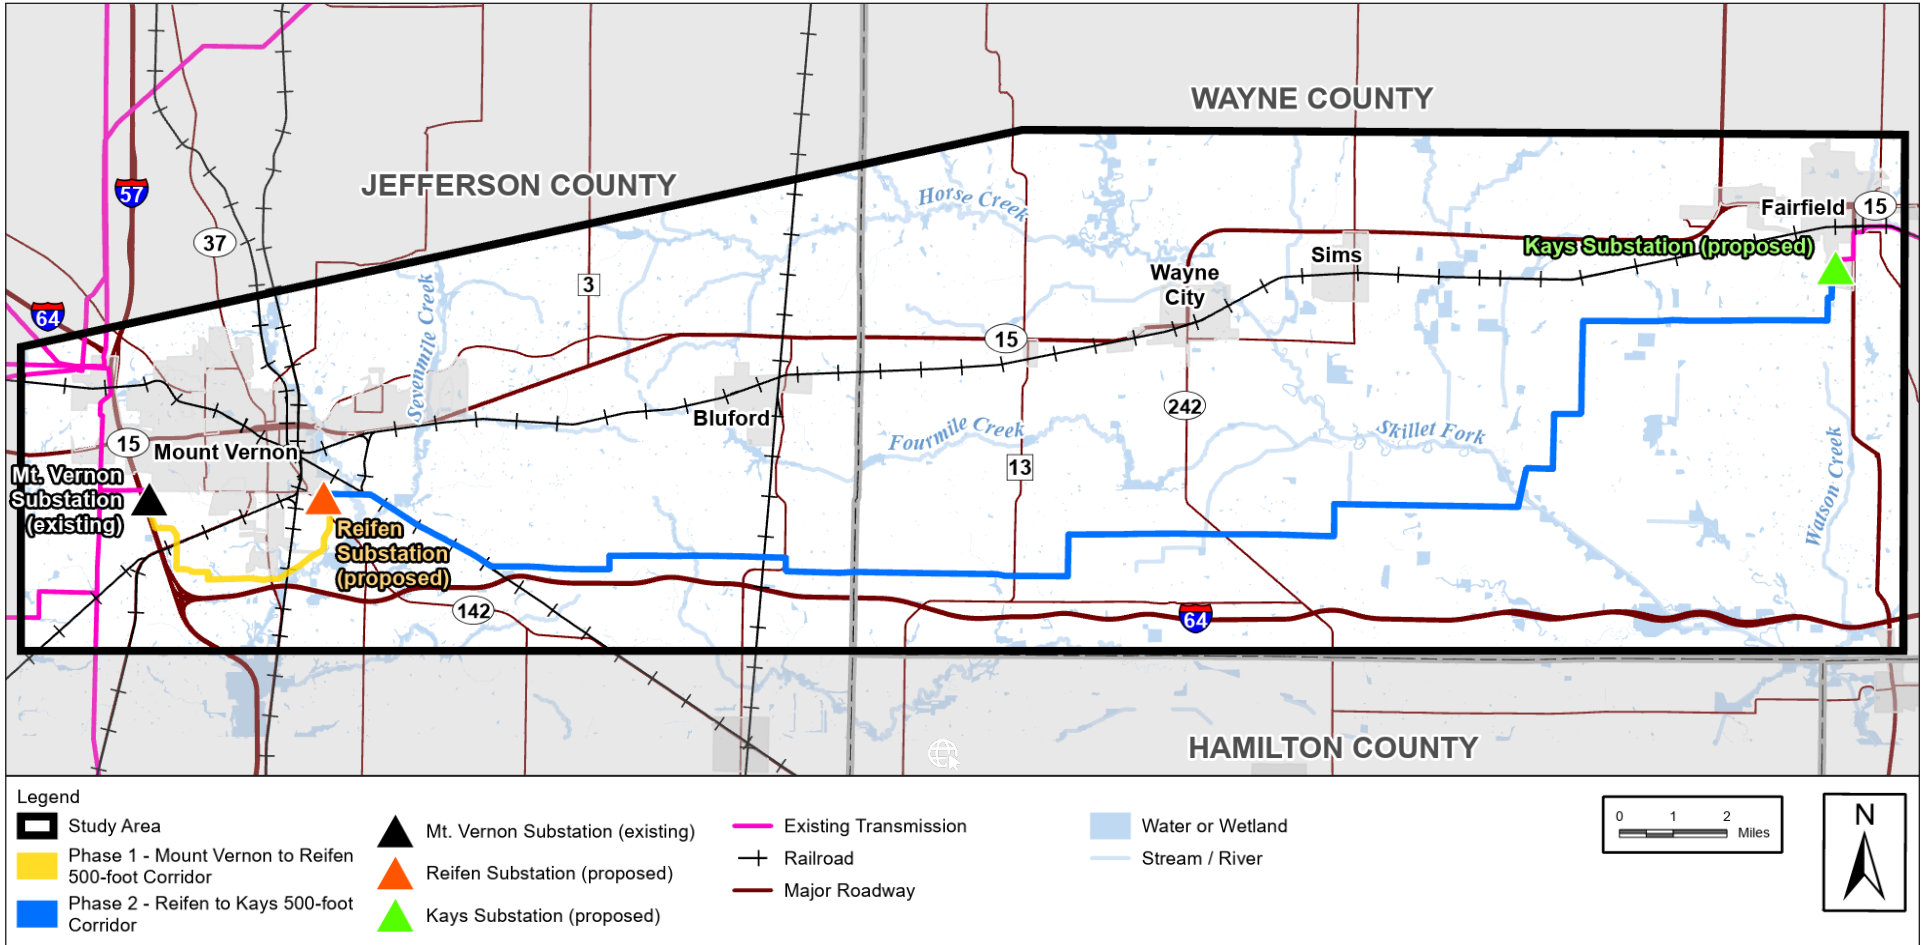 WAYNE COUNTY
JEFFERSON COUNTY
57
Horse Creek
Fairfield
15
37
Kays Substation (proposed)
Sims
Wayne
City
3
64
Sevenmile Creek
15
Bluford
242
Fourmile Creek
Skillet Fork
15
Mount Vernon
13
Mt. Vernon
Substation
(existing)
Watson Creek
Reifen
Substation
(proposed)
142
64
HAMILTON COUNTY
Legend
Study Area
Phase 1 - Mount Vernon to Reifen
500-foot Corridor
Phase 2 - Reifen to Kays 500-foot
Corridor
Mt. Vernon Substation (existing)
Reifen Substation (proposed)
Kays Substation (proposed)
Existing Transmission
Railroad
Major Roadway
Water or Wetland
Stream / River
0 1 2
Miles
N